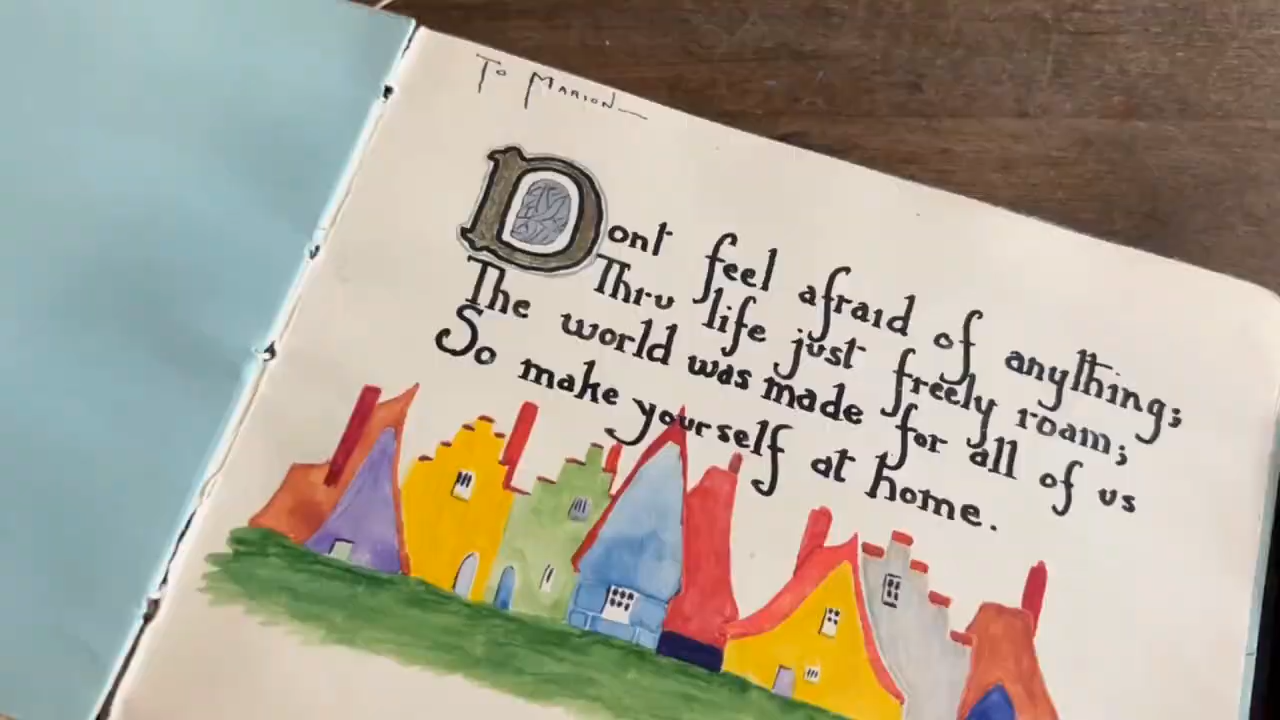 To Marion
Dont feel afraid of anything;
Thru life just freely roam;
The world was made for all of us
So make yourself at home.